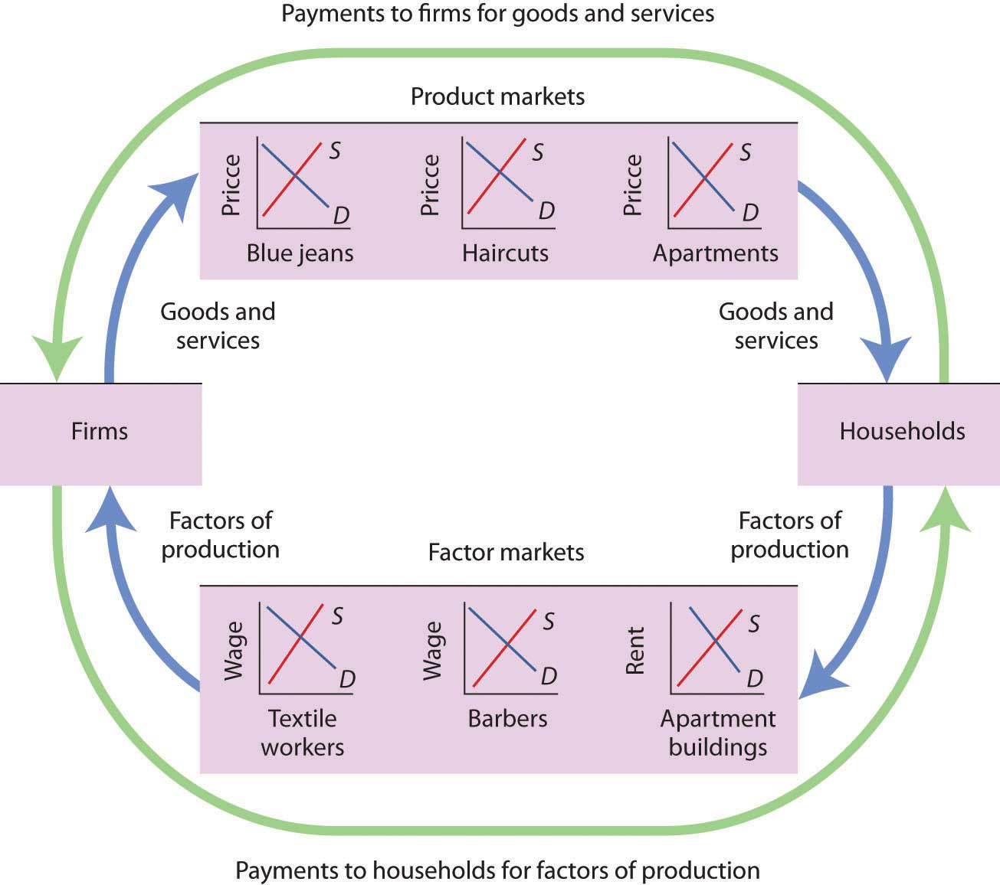 Payments to firms for goods and services
Product markets
Pricce
S
D
Blue jeans
Pricce
S
D
Haircuts
Pricce
S
D
Apartments
Goods and
services
Goods and
services
Firms
Households
Factors of
production
Factors of
production
Factor markets
Wage
S
D
Textile
workers
Wage
S
D
Barbers
Rent
S
D
Apartment
buildings
Payments to households for factors of production